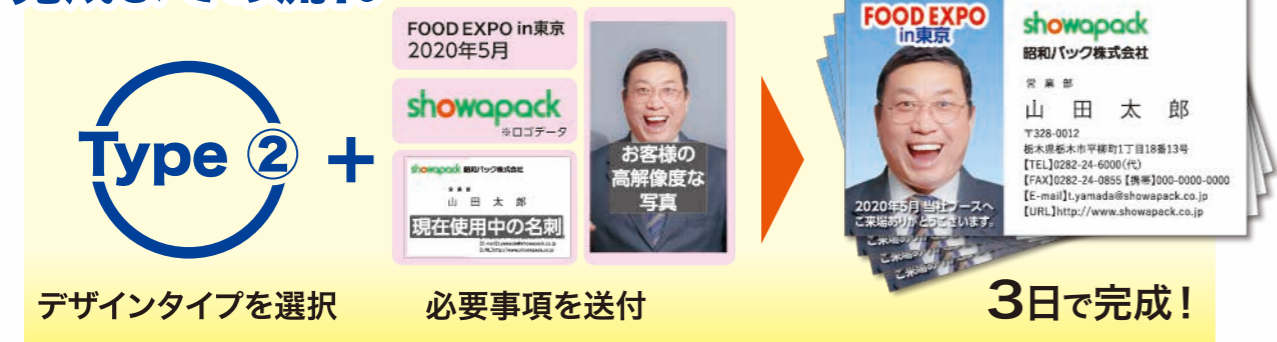 完成までの流れ
Type ②
+
デザインタイプを選択
FOOD EXPO in東京
2020年5月
showapack
※ロゴデータ
showapack 昭和パック株式会社
営業部
山田太郎
現在使用中の名刺
お客様の
高解像度な
写真
必要事項を送付
FOOD EXPO
in東京
2020年5月 当社ブースへ
ご来場ありがとうございます。
showapack
昭和パック株式会社
営業部
山田太郎
〒328-0012
栃木県栃木市平柳町1丁目18番13号
【TEL】0282-24-6000(代)
【FAX】0282-24-0855【携帯】000-0000-0000
【E-mail】t.yamada@showapack.co.jp
【URL】http://www.showapack.co.jp
3日で完成！